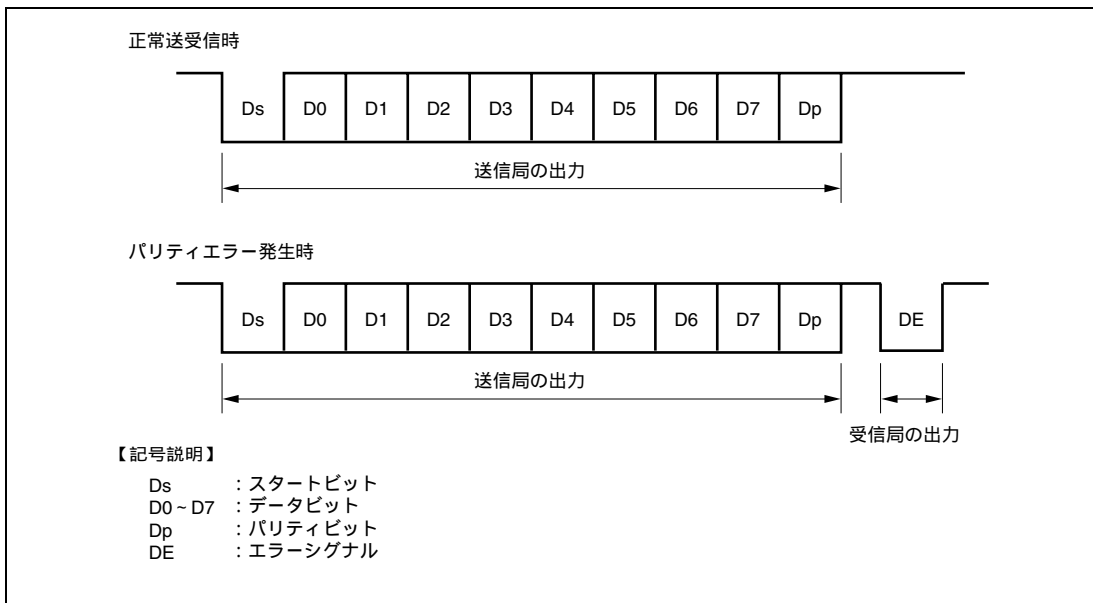 正常送受信時
Ds D0 D1 D2 D3 D4 D5 D6 D7 Dp
送信局の出力
パリティエラー発生時
Ds D0 D1 D2 D3 D4 D5 D6 D7 Dp DE
送信局の出力
受信局の出力
【記号説明】
Ds ：スタートビット
D0～D7 ：データビット
Dp ：パリティビット
DE ：エラーシグナル